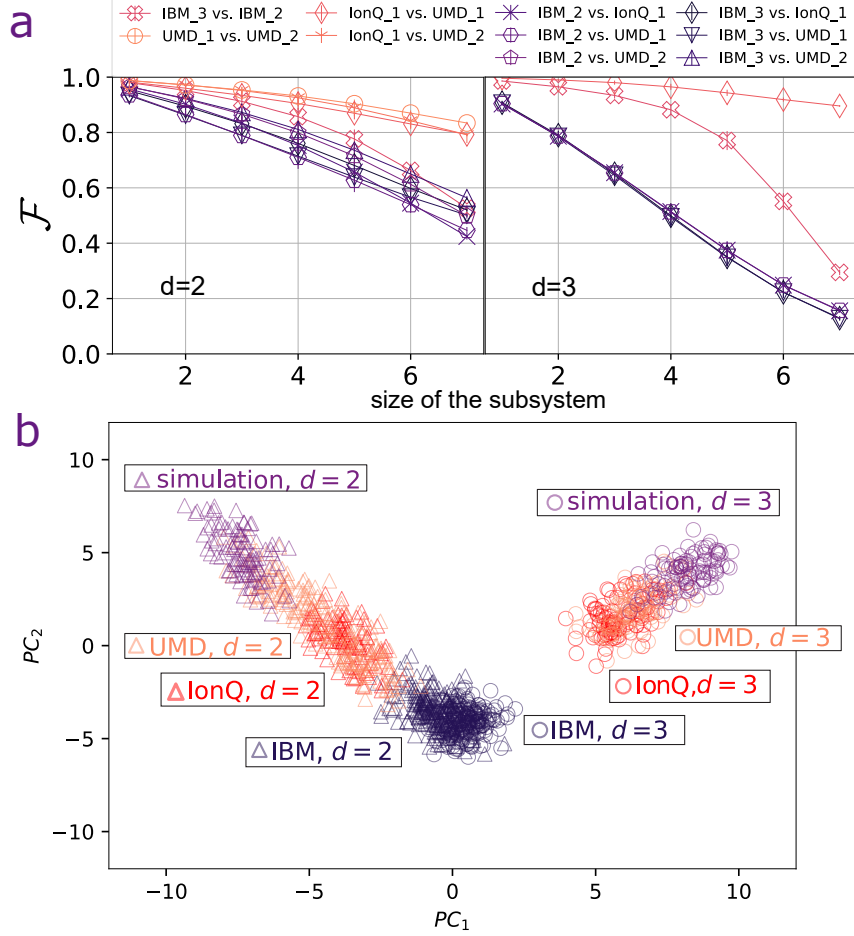 a
IBM_3 vs. IBM_2 IonQ_1 vs. UMD_1 IBM_2 vs. IonQ_1 IBM_3 vs. IonQ_1
UMD_1 vs. UMD_2 IonQ_1 vs. UMD_2 IBM_2 vs. UMD_1 IBM_3 vs. UMD_1
IBM_2 vs. UMD_2 IBM_3 vs. UMD_2
1.0
0.8
0.6
0.4
0.2
0.0
ℱ
d=2 d=3
2 4 6 2 4 6
size of the subsystem
b
10
5
0
−5
−10
PC₂
simulation, d = 2
simulation, d = 3
UMD, d = 2
UMD, d = 3
IonQ, d = 2
IonQ,d = 3
IBM, d = 2
IBM, d = 3
−10 −5 0 5 10
PC₁